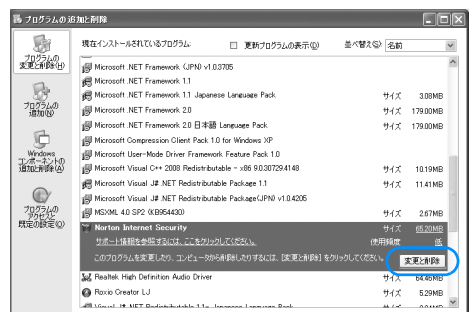 プログラムの追加と削除
プログラムの
変更と削除(H)
プログラムの
追加(N)
Windows
コンポーネントの
追加と削除(A)
プログラムの
アクセスと
既定の設定(O)
現在インストールされているプログラム: 更新プログラムの表示(D) 並べ替え(S): 名前
Microsoft .NET Framework (JPN) v1.0.3705
Microsoft .NET Framework 1.1
Microsoft .NET Framework 1.1 Japanese Language Pack サイズ 3.08MB
Microsoft .NET Framework 2.0 サイズ 179.00MB
Microsoft .NET Framework 2.0 日本語 Language Pack サイズ 179.00MB
Microsoft Compression Client Pack 1.0 for Windows XP
Microsoft User-Mode Driver Framework Feature Pack 1.0
Microsoft Visual C++ 2008 Redistributable - x86 9.0.30729.4148 サイズ 10.19MB
Microsoft Visual J# .NET Redistributable Package 1.1 サイズ 11.41MB
Microsoft Visual J# .NET Redistributable Package(JPN) v1.0.4205
MSXML 4.0 SP2 (KB954430) サイズ 2.67MB
Norton Internet Security サイズ 65.20MB
サポート情報を参照するには、ここをクリックしてください。 使用頻度 低
このプログラムを変更したり、コンピュータから削除したりするには、[変更と削除] をクリックしてください。 変更と削除
Realtek High Definition Audio Driver サイズ 64.46MB
Roxio Creator LJ サイズ 5.29MB